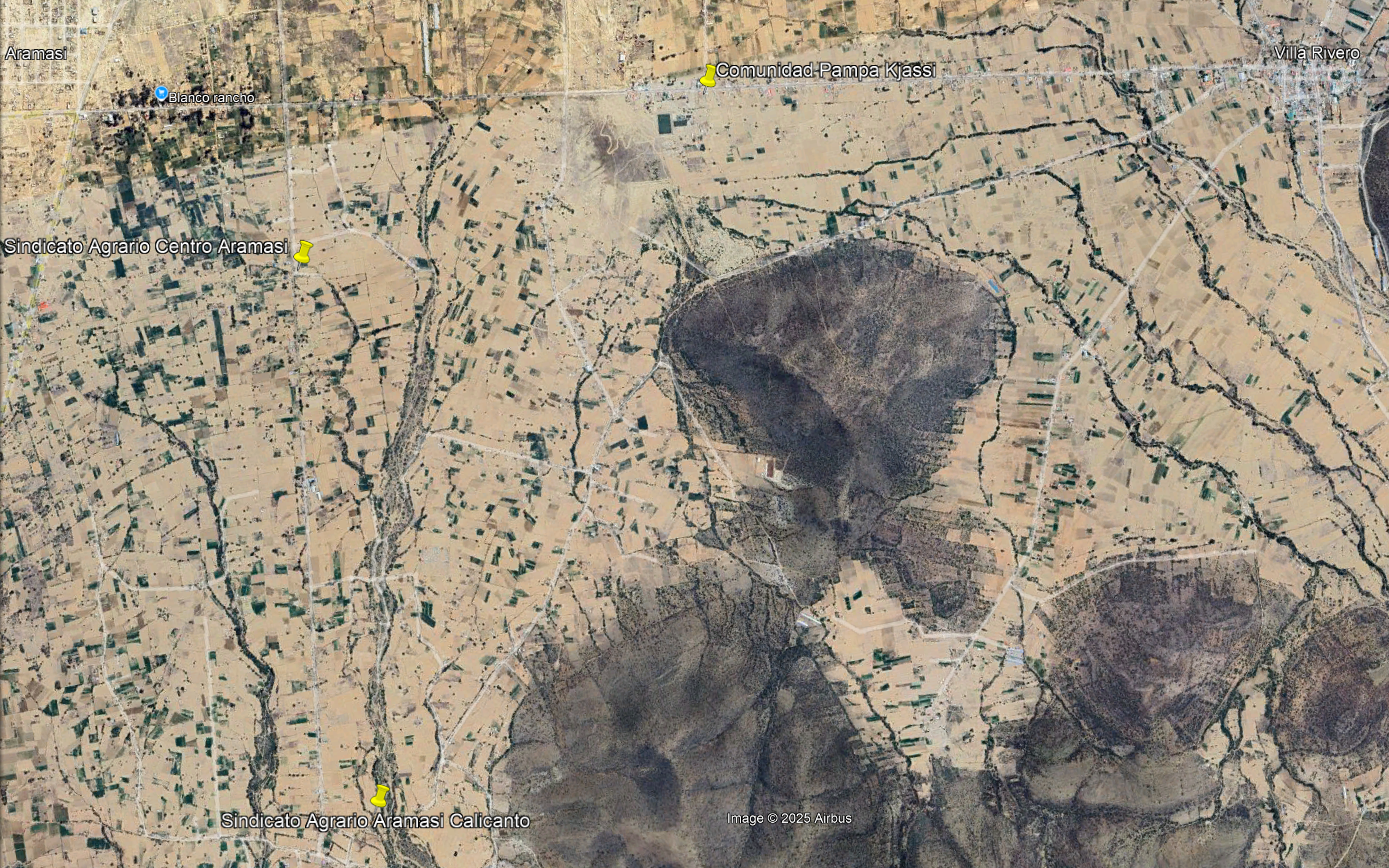 Aramasi
Villa Rivero
Comunidad Pampa Kjassi
Blanco rancho
Sindicato Agrario Centro Aramasi
Sindicato Agrario Aramasi Calicanto
Image © 2025 Airbus